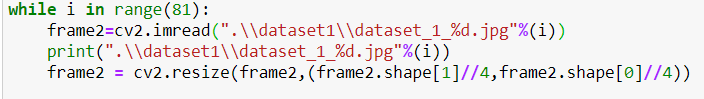 while i in range(81):
    frame2=cv2.imread(".\\dataset1\\dataset_1_%d.jpg"%(i))
    print(".\\dataset1\\dataset_1_%d.jpg"%(i))
    frame2 = cv2.resize(frame2,(frame2.shape[1]//4,frame2.shape[0]//4))